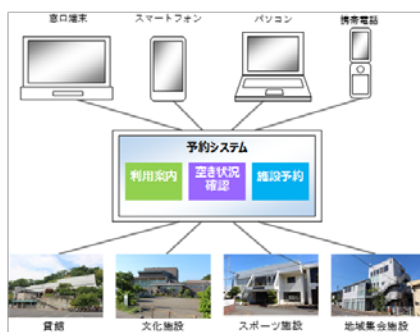 窓口端末
スマートフォン
パソコン
携帯電話
予約システム
利用案内
空き状況
確認
施設予約
貸館
文化施設
スポーツ施設
地域集会施設